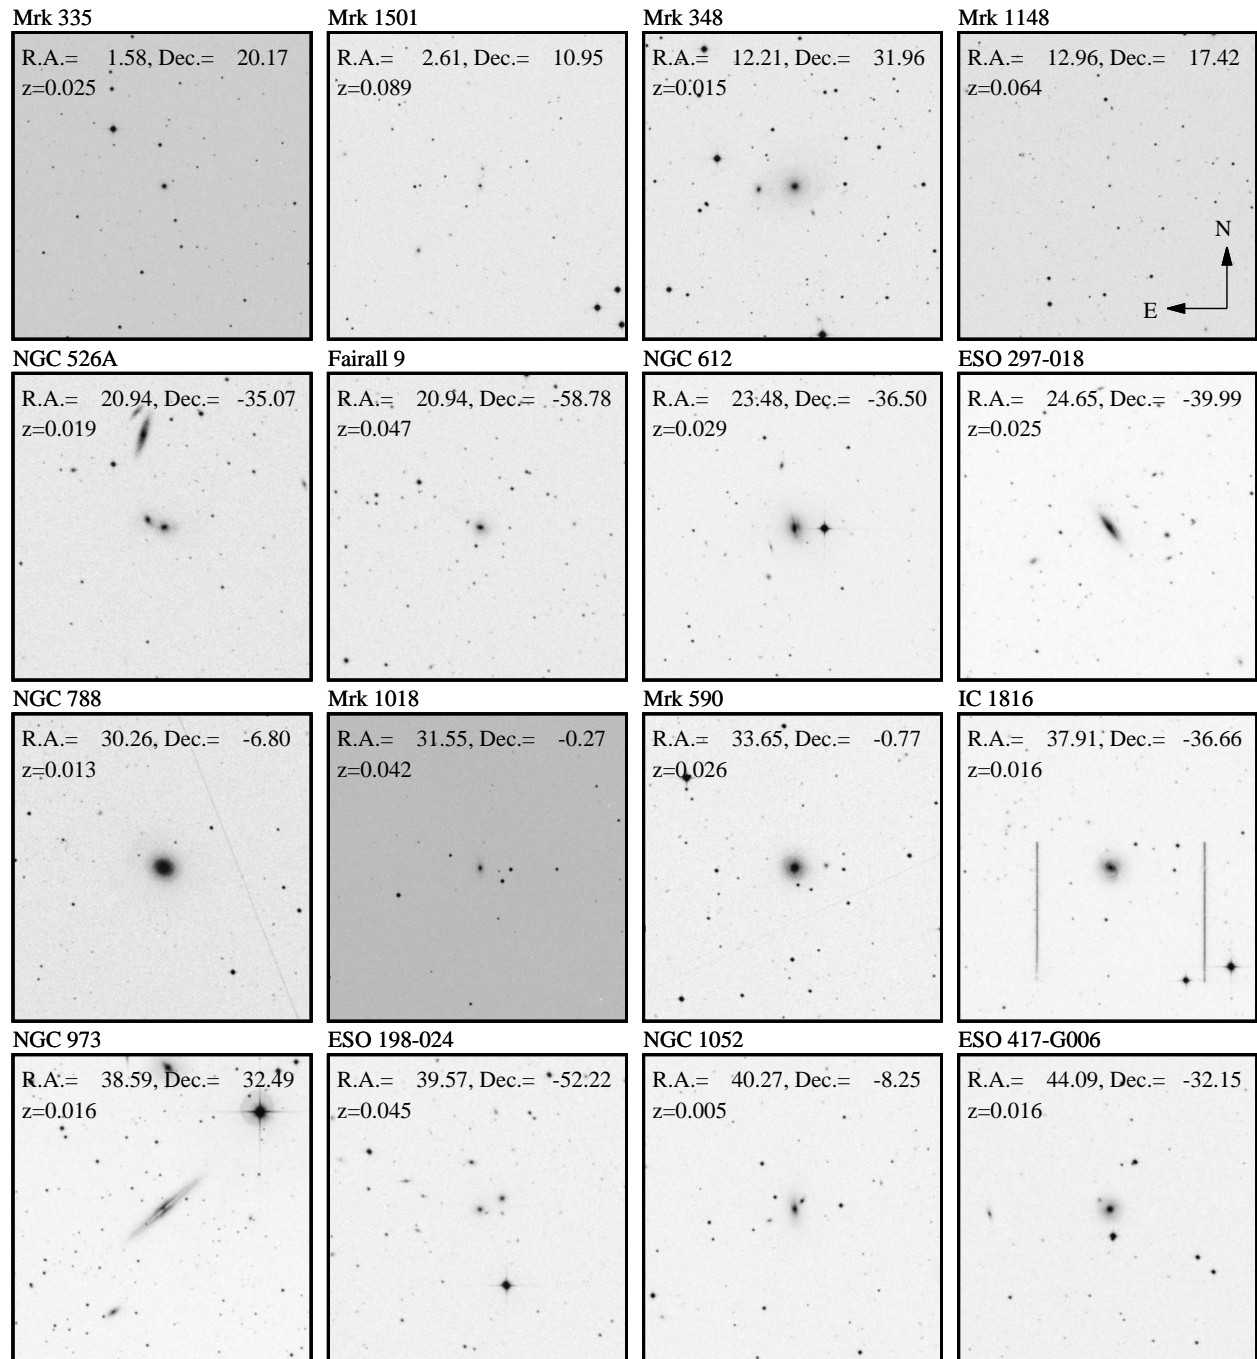 Mrk 335
R.A.= 1.58, Dec.= 20.17
z=0.025
Mrk 1501
R.A.= 2.61, Dec.= 10.95
z=0.089
Mrk 348
R.A.= 12.21, Dec.= 31.96
z=0.015
Mrk 1148
R.A.= 12.96, Dec.= 17.42
z=0.064
N
E
NGC 526A
R.A.= 20.94, Dec.= -35.07
z=0.019
Fairall 9
R.A.= 20.94, Dec.= -58.78
z=0.047
NGC 612
R.A.= 23.48, Dec.= -36.50
z=0.029
ESO 297-018
R.A.= 24.65, Dec.= -39.99
z=0.025
NGC 788
R.A.= 30.26, Dec.= -6.80
z=0.013
Mrk 1018
R.A.= 31.55, Dec.= -0.27
z=0.042
Mrk 590
R.A.= 33.65, Dec.= -0.77
z=0.026
IC 1816
R.A.= 37.91, Dec.= -36.66
z=0.016
NGC 973
R.A.= 38.59, Dec.= 32.49
z=0.016
ESO 198-024
R.A.= 39.57, Dec.= -52.22
z=0.045
NGC 1052
R.A.= 40.27, Dec.= -8.25
z=0.005
ESO 417-G006
R.A.= 44.09, Dec.= -32.15
z=0.016